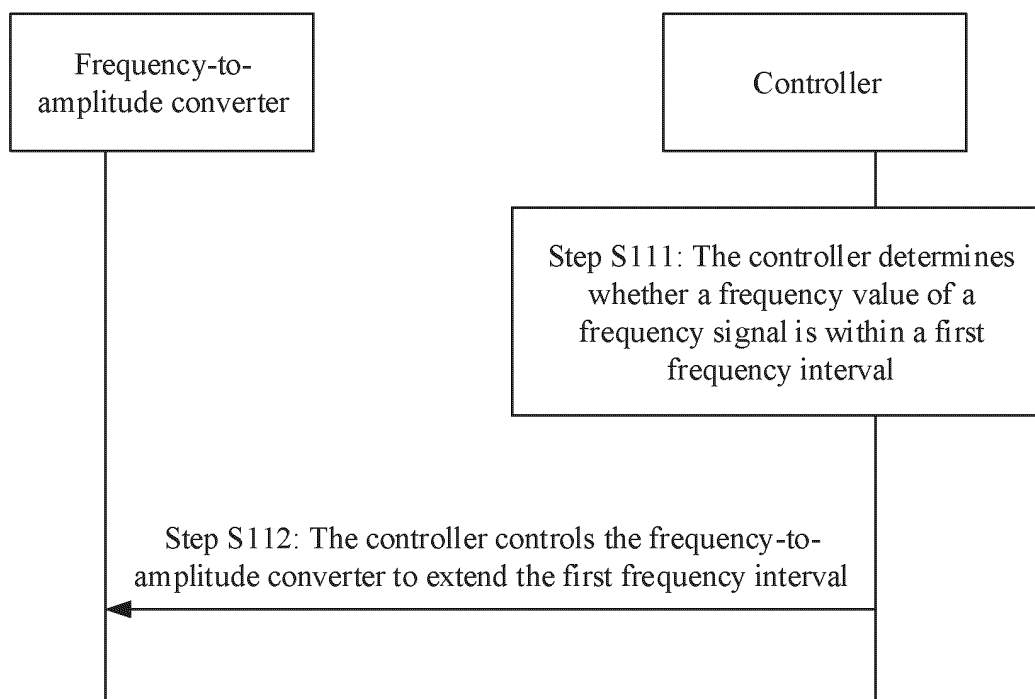 Frequency-to-
amplitude converter
Controller
Step S111: The controller determines
whether a frequency value of a
frequency signal is within a first
frequency interval
Step S112: The controller controls the frequency-to-
amplitude converter to extend the first frequency interval